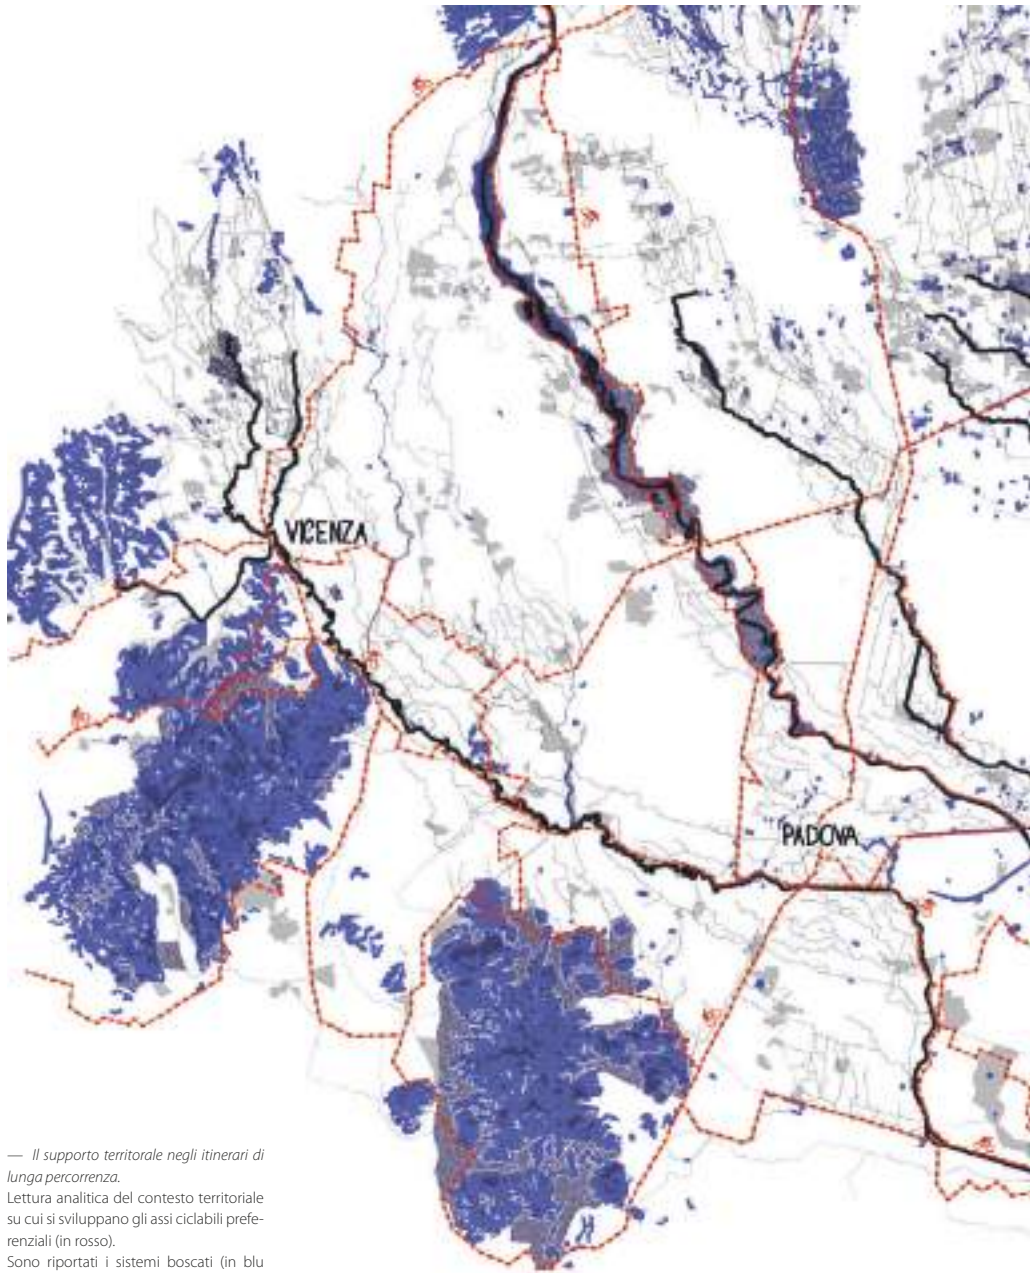 VICENZA
PADOVA
— Il supporto territorale negli itinerari di
lunga percorrenza.
Lettura analitica del contesto territoriale
su cui si sviluppano gli assi ciclabili prefe-
renziali (in rosso).
Sono riportati i sistemi boscati (in blu